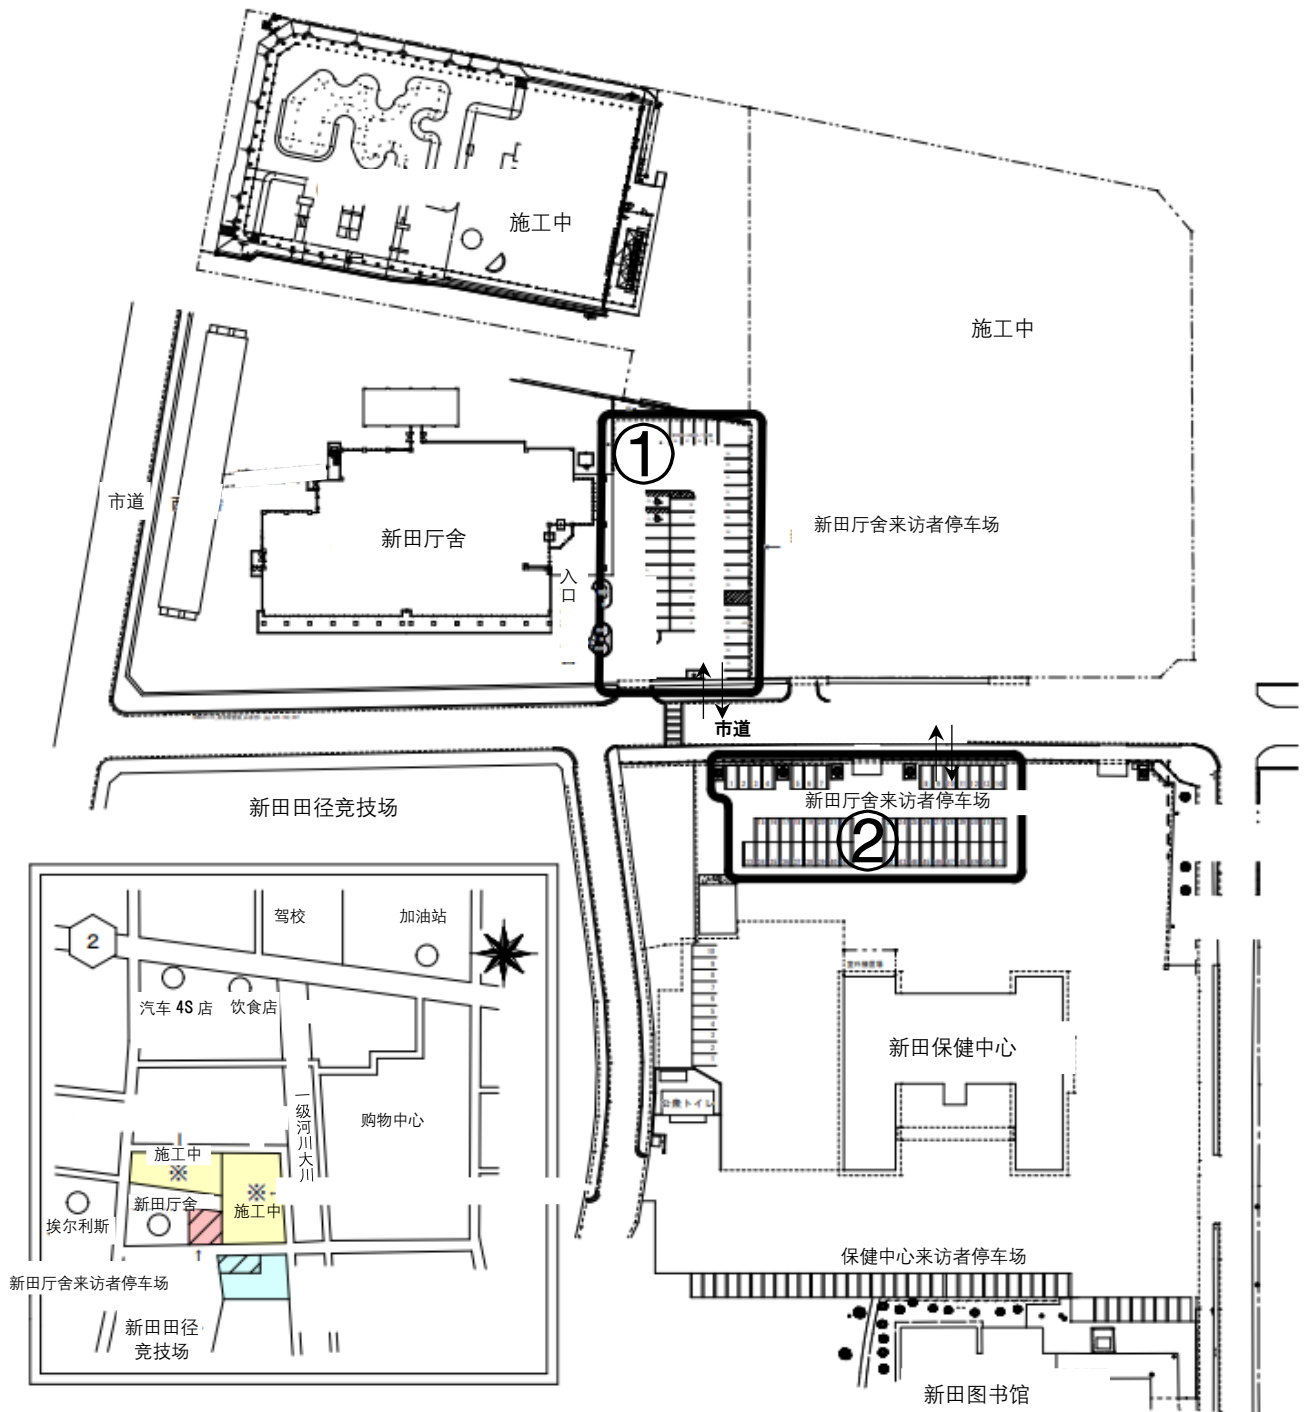 施工中
施工中
①
市道
新田厅舍来访者停车场
新田厅舍
入口
市道
新田田径竞技场
新田厅舍来访者停车场
②
驾校
加油站
2
汽车 4S 店
饮食店
一级河川大川
购物中心
施工中
※
※
新田厅舍
施工中
埃尔利斯
新田厅舍来访者停车场
新田田径
竞技场
新田保健中心
公衆トイレ
保健中心来访者停车场
新田图书馆